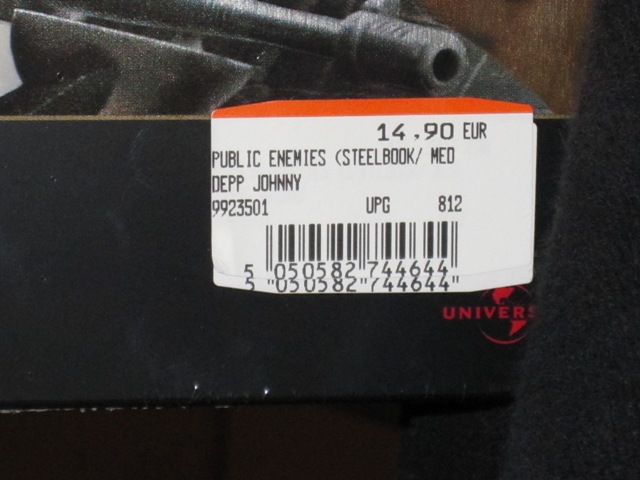 14,90 EUR
PUBLIC ENEMIES (STEELBOOK/ MED
DEPP JOHNNY
9923501 UPG 812
5 050582 744644
5 050582 744644
UNIVERS